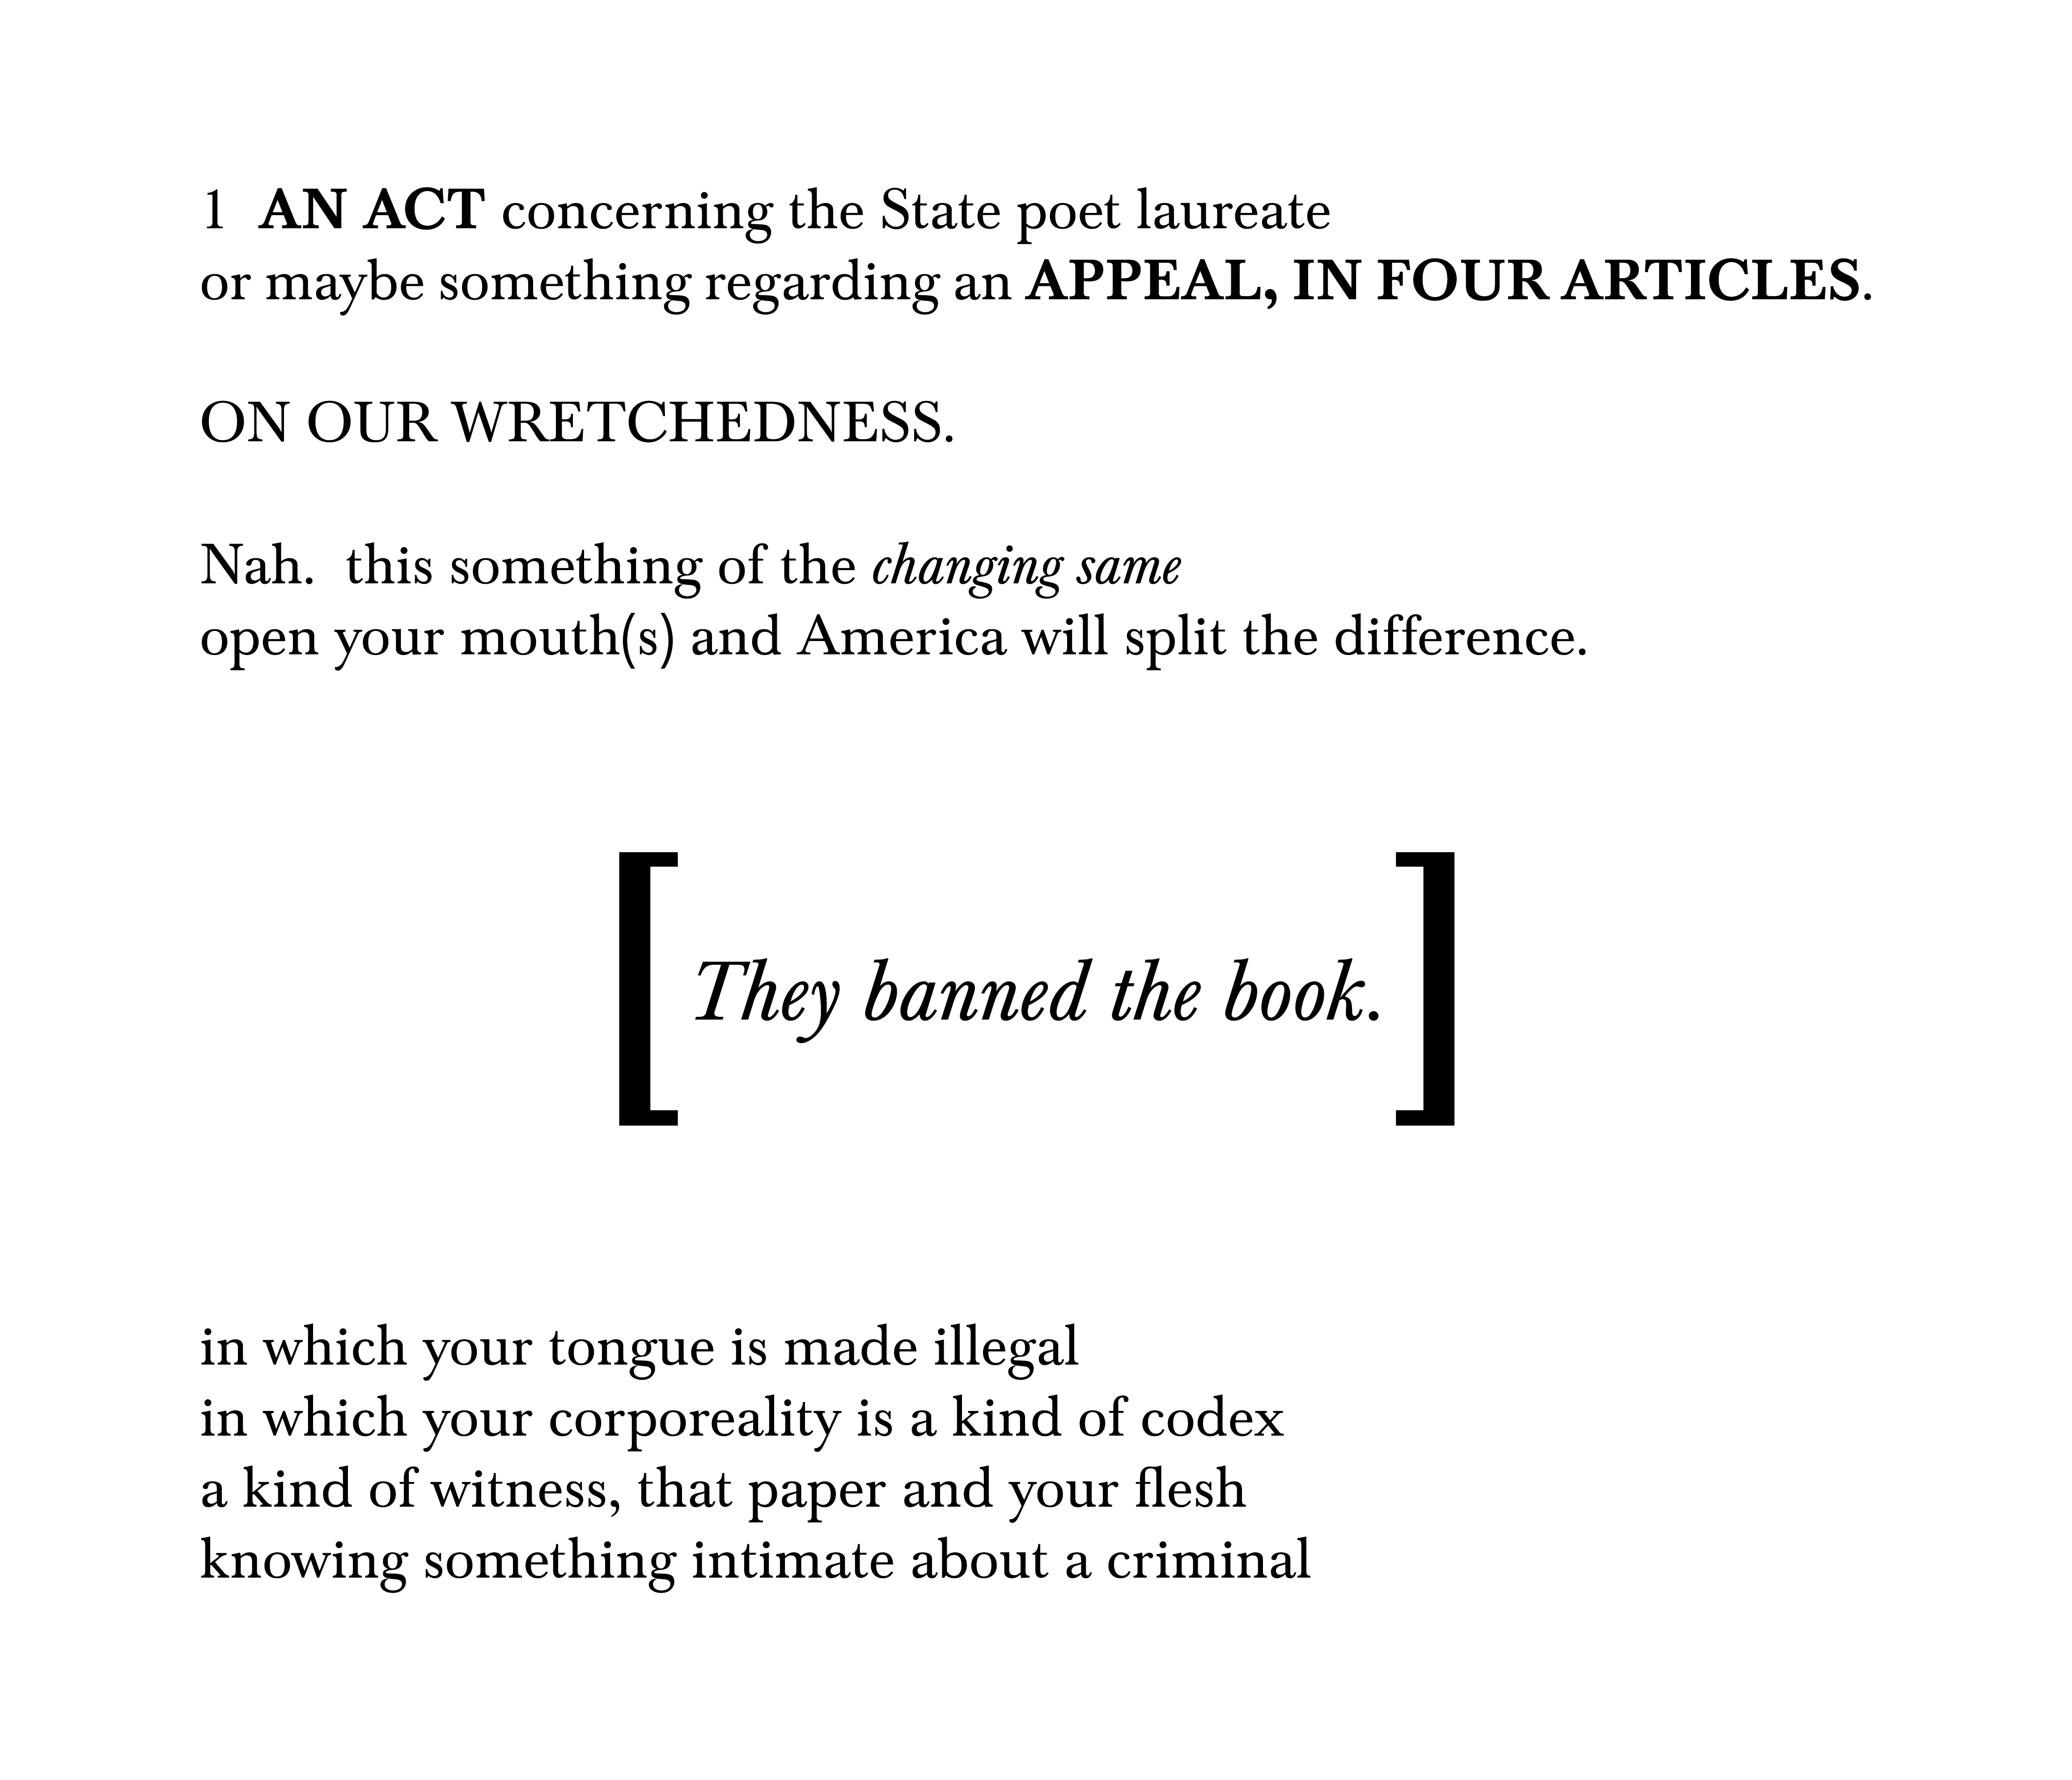 1 AN ACT concerning the State poet laureate
or maybe something regarding an APPEAL, IN FOUR ARTICLES.
ON OUR WRETCHEDNESS.
Nah. this something of the changing same
open your mouth(s) and America will split the difference.
[They banned the book.]
in which your tongue is made illegal
in which your corporeality is a kind of codex
a kind of witness, that paper and your flesh
knowing something intimate about a criminal